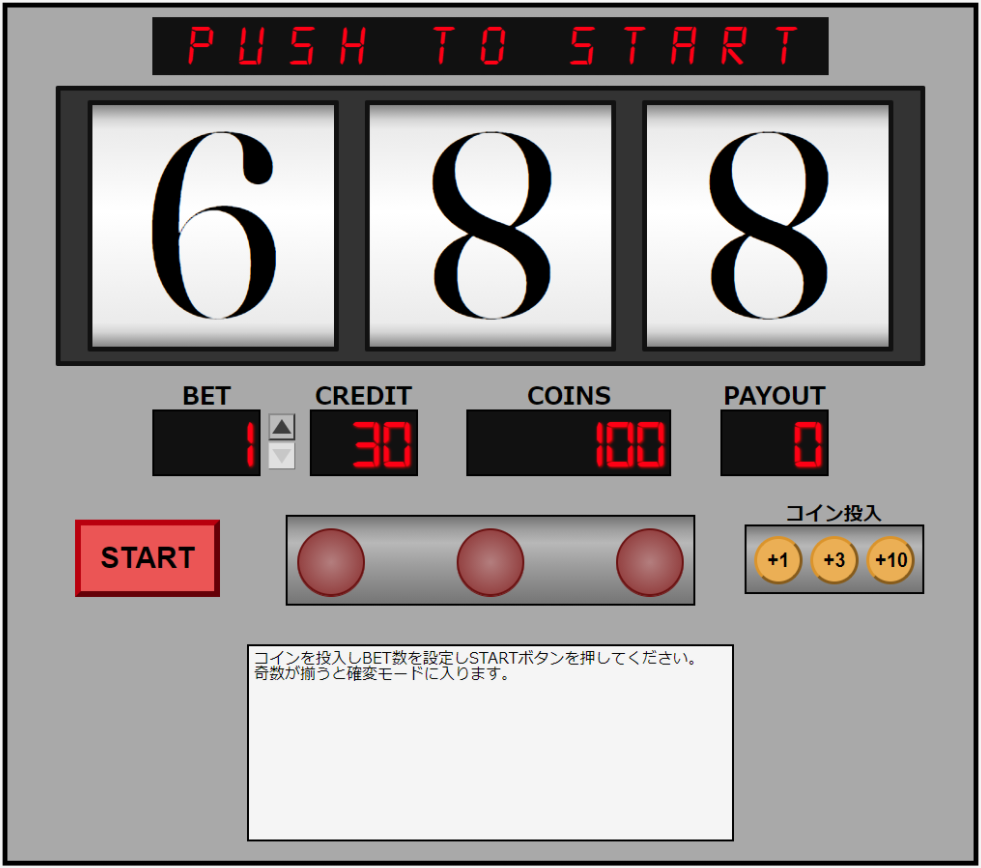 PUSH TO START
6 8 8
BET CREDIT COINS PAYOUT
1 30 100 0
コイン投入
START +1 +3 +10
コインを投入しBET数を設定しSTARTボタンを押してください。
奇数が揃うと確変モードに入ります。